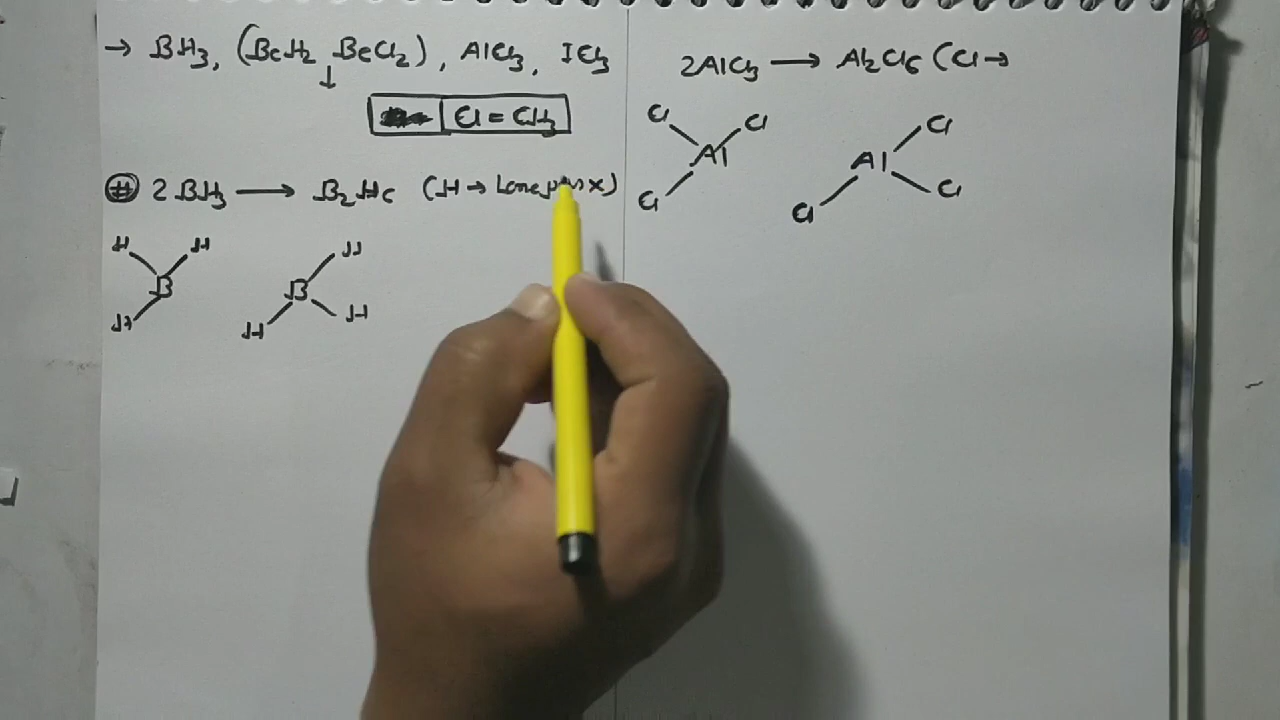 → BH3, (BeH2, BeCl2), AlCl3, ICl3
↓
Cl = CH3
# 2BH3 → B2H6 (H → Lone pair x)
H H H
B B
H H H
2AlCl3 → Al2Cl6 (Cl →
Cl Cl Cl
Al Al
Cl Cl Cl